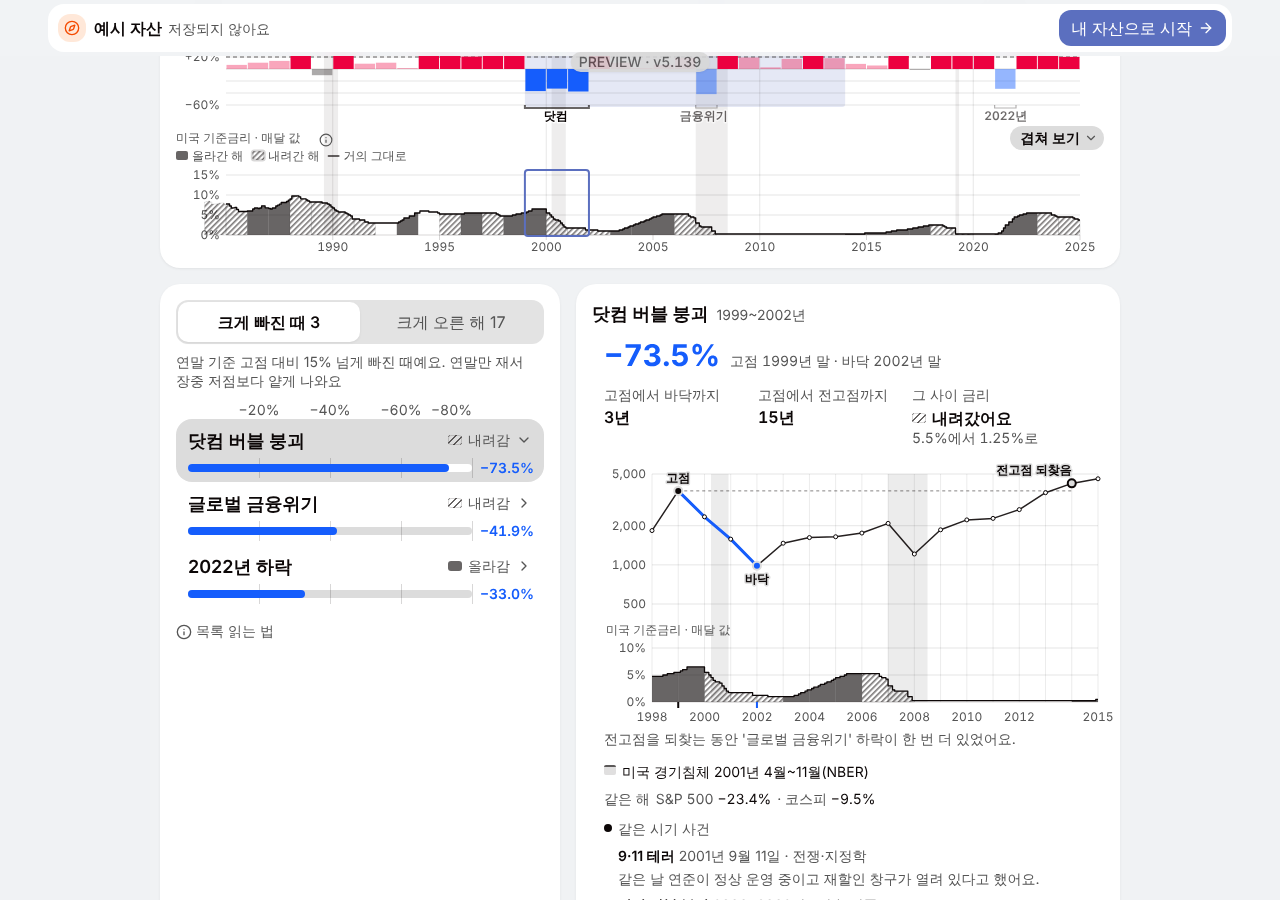 예시 자산 저장되지 않아요
내 자산으로 시작 →
+20%
PREVIEW · v5.139
−60%
닷컴 금융위기 2022년
미국 기준금리 · 매달 값
겹쳐 보기
올라간 해 내려간 해 거의 그대로
15%
10%
5%
0%
1990 1995 2000 2005 2010 2015 2020 2025
크게 빠진 때 3 크게 오른 해 17
연말 기준 고점 대비 15% 넘게 빠진 때예요. 연말만 재서
장중 저점보다 얕게 나와요
−20% −40% −60% −80%
닷컴 버블 붕괴 내려감
−73.5%
글로벌 금융위기 내려감
−41.9%
2022년 하락 올라감
−33.0%
목록 읽는 법
닷컴 버블 붕괴 1999~2002년
−73.5% 고점 1999년 말 · 바닥 2002년 말
고점에서 바닥까지 고점에서 전고점까지 그 사이 금리
3년 15년 내려갔어요
5.5%에서 1.25%로
5,000 고점 전고점 되찾음
2,000
1,000
바닥
500
미국 기준금리 · 매달 값
10%
5%
0%
1998 2000 2002 2004 2006 2008 2010 2012 2015
전고점을 되찾는 동안 '글로벌 금융위기' 하락이 한 번 더 있었어요.
미국 경기침체 2001년 4월~11월(NBER)
같은 해 S&P 500 −23.4% · 코스피 −9.5%
같은 시기 사건
9·11 테러 2001년 9월 11일 · 전쟁·지정학
같은 날 연준이 정상 운영 중이고 재할인 창구가 열려 있다고 했어요.